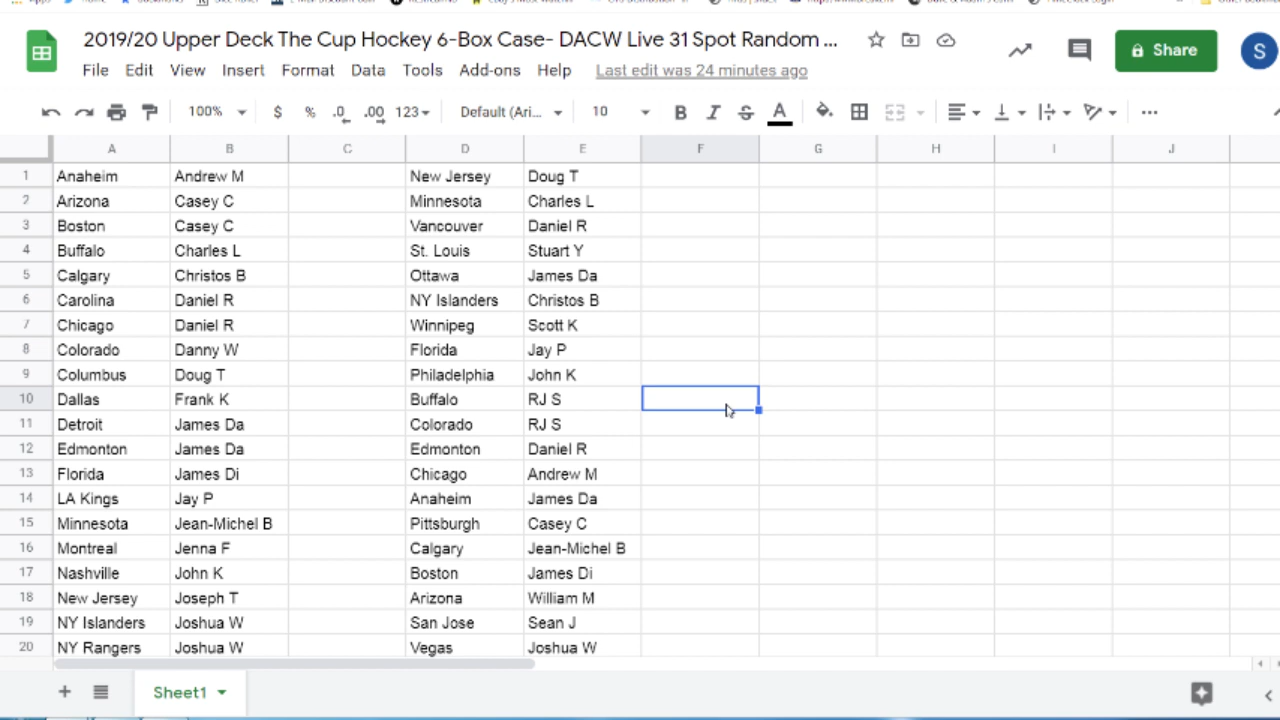 2019/20 Upper Deck The Cup Hockey 6-Box Case- DACW Live 31 Spot Random ...
Share
S
File Edit View Insert Format Data Tools Add-ons Help Last edit was 24 minutes ago
100% $ % .0 .00 123 Default (Ari... 10 B I S A ...
A B C D E F G H I J
1 Anaheim Andrew M New Jersey Doug T
2 Arizona Casey C Minnesota Charles L
3 Boston Casey C Vancouver Daniel R
4 Buffalo Charles L St. Louis Stuart Y
5 Calgary Christos B Ottawa James Da
6 Carolina Daniel R NY Islanders Christos B
7 Chicago Daniel R Winnipeg Scott K
8 Colorado Danny W Florida Jay P
9 Columbus Doug T Philadelphia John K
10 Dallas Frank K Buffalo RJ S
11 Detroit James Da Colorado RJ S
12 Edmonton James Da Edmonton Daniel R
13 Florida James Di Chicago Andrew M
14 LA Kings Jay P Anaheim James Da
15 Minnesota Jean-Michel B Pittsburgh Casey C
16 Montreal Jenna F Calgary Jean-Michel B
17 Nashville John K Boston James Di
18 New Jersey Joseph T Arizona William M
19 NY Islanders Joshua W San Jose Sean J
20 NY Rangers Joshua W Vegas Joshua W
Sheet1